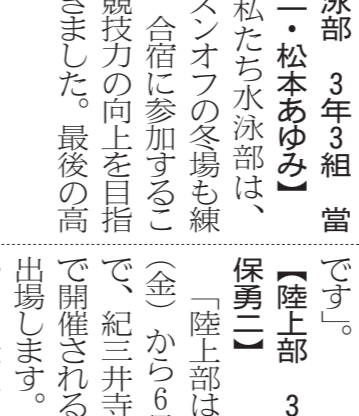 泳部 3年3組 當
二・松本あゆみ】
私たち水泳部は、
スンオフの冬場も練
合宿に参加するこ
競技力の向上を目指
きました。最後の高
です」。
【陸上部 3
保勇二】
「陸上部は
（金）から6
で、紀三井寺
で開催される
出場します。